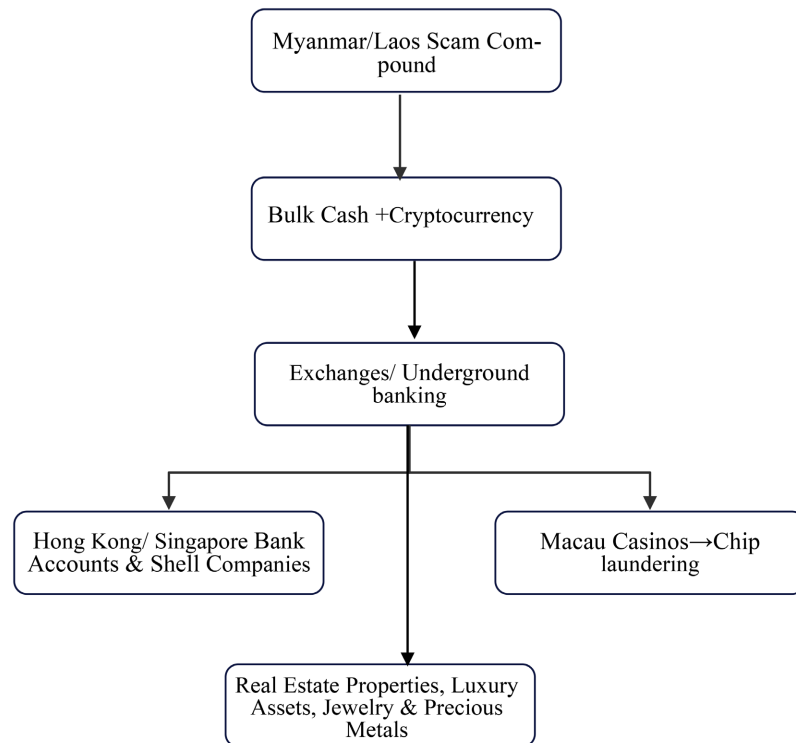 Myanmar/Laos Scam Com-
pound
Bulk Cash +Cryptocurrency
Exchanges/ Underground
banking
Hong Kong/ Singapore Bank
Accounts & Shell Companies
Macau Casinos→Chip
laundering
Real Estate Properties, Luxury
Assets, Jewelry & Precious
Metals